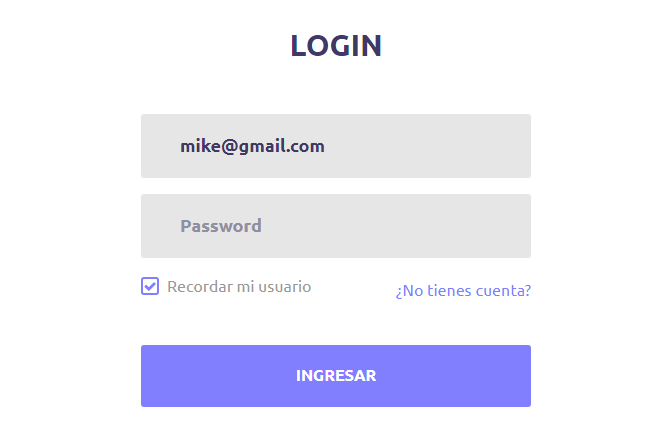 LOGIN
mike@gmail.com
Password
Recordar mi usuario
¿No tienes cuenta?
INGRESAR